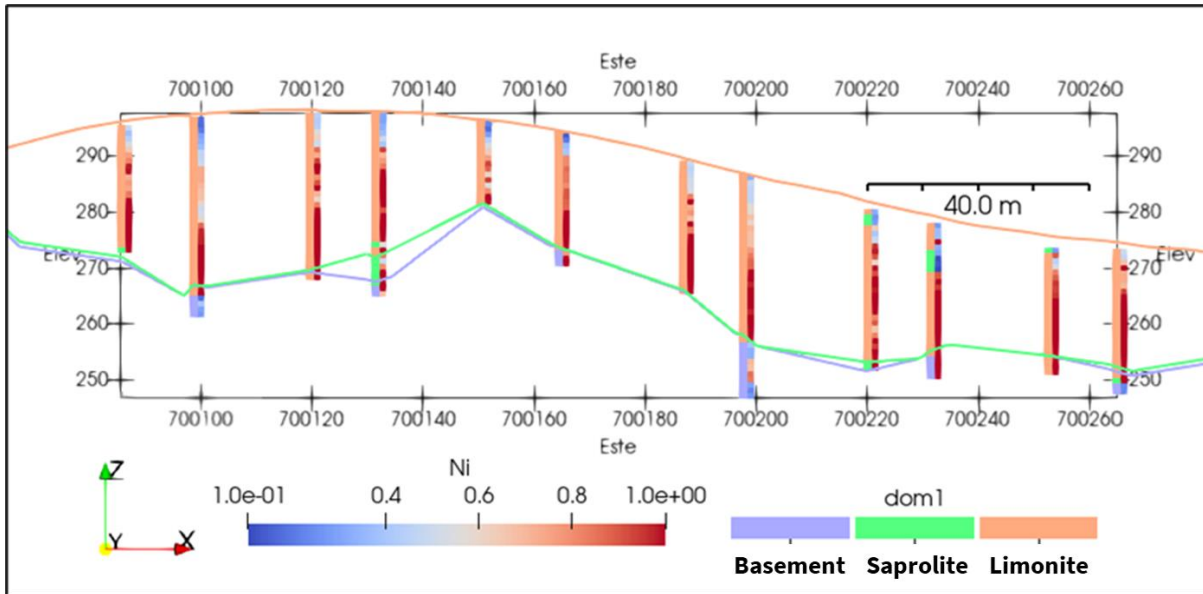 Este
700100 700120 700140 700160 700180 700200 700220 700240 700260
290 290
280 280
40.0 m
Elev 270 270 Elev
260 260
250 250
700100 700120 700140 700160 700180 700200 700220 700240 700260
Este
Z
Y X
Ni
1.0e-01 0.4 0.6 0.8 1.0e+00
dom1
Basement Saprolite Limonite